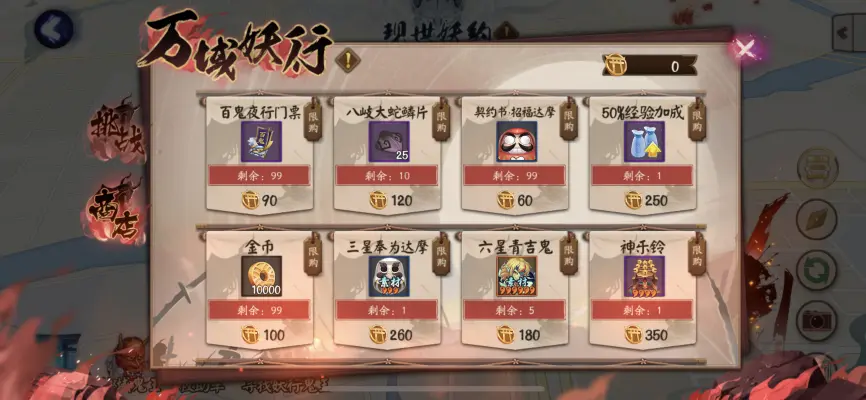 万域妖行
!
现世妖约
0
挑战
商店
百鬼夜行门票
限购
剩余：99
90
八岐大蛇鳞片
限购
25
剩余：10
120
契约书·招福达摩
限购
剩余：99
60
50%经验加成
限购
剩余：1
250
金币
限购
10000
剩余：99
100
三星奉为达摩
限购
素材
剩余：1
260
六星青吉鬼
限购
素材
剩余：5
180
神乐铃
限购
剩余：1
350